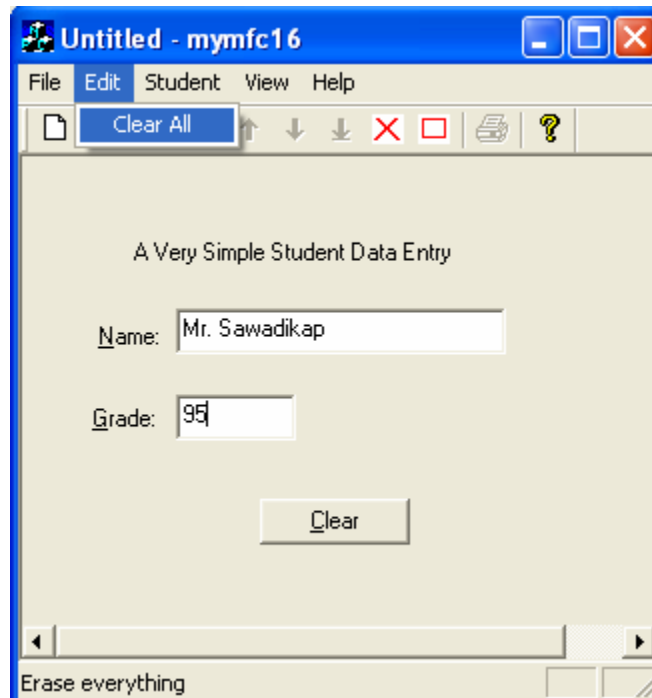 Untitled - mymfc16
File Edit Student View Help
Clear All
A Very Simple Student Data Entry
Name: Mr. Sawadikap
Grade: 95
Clear
Erase everything